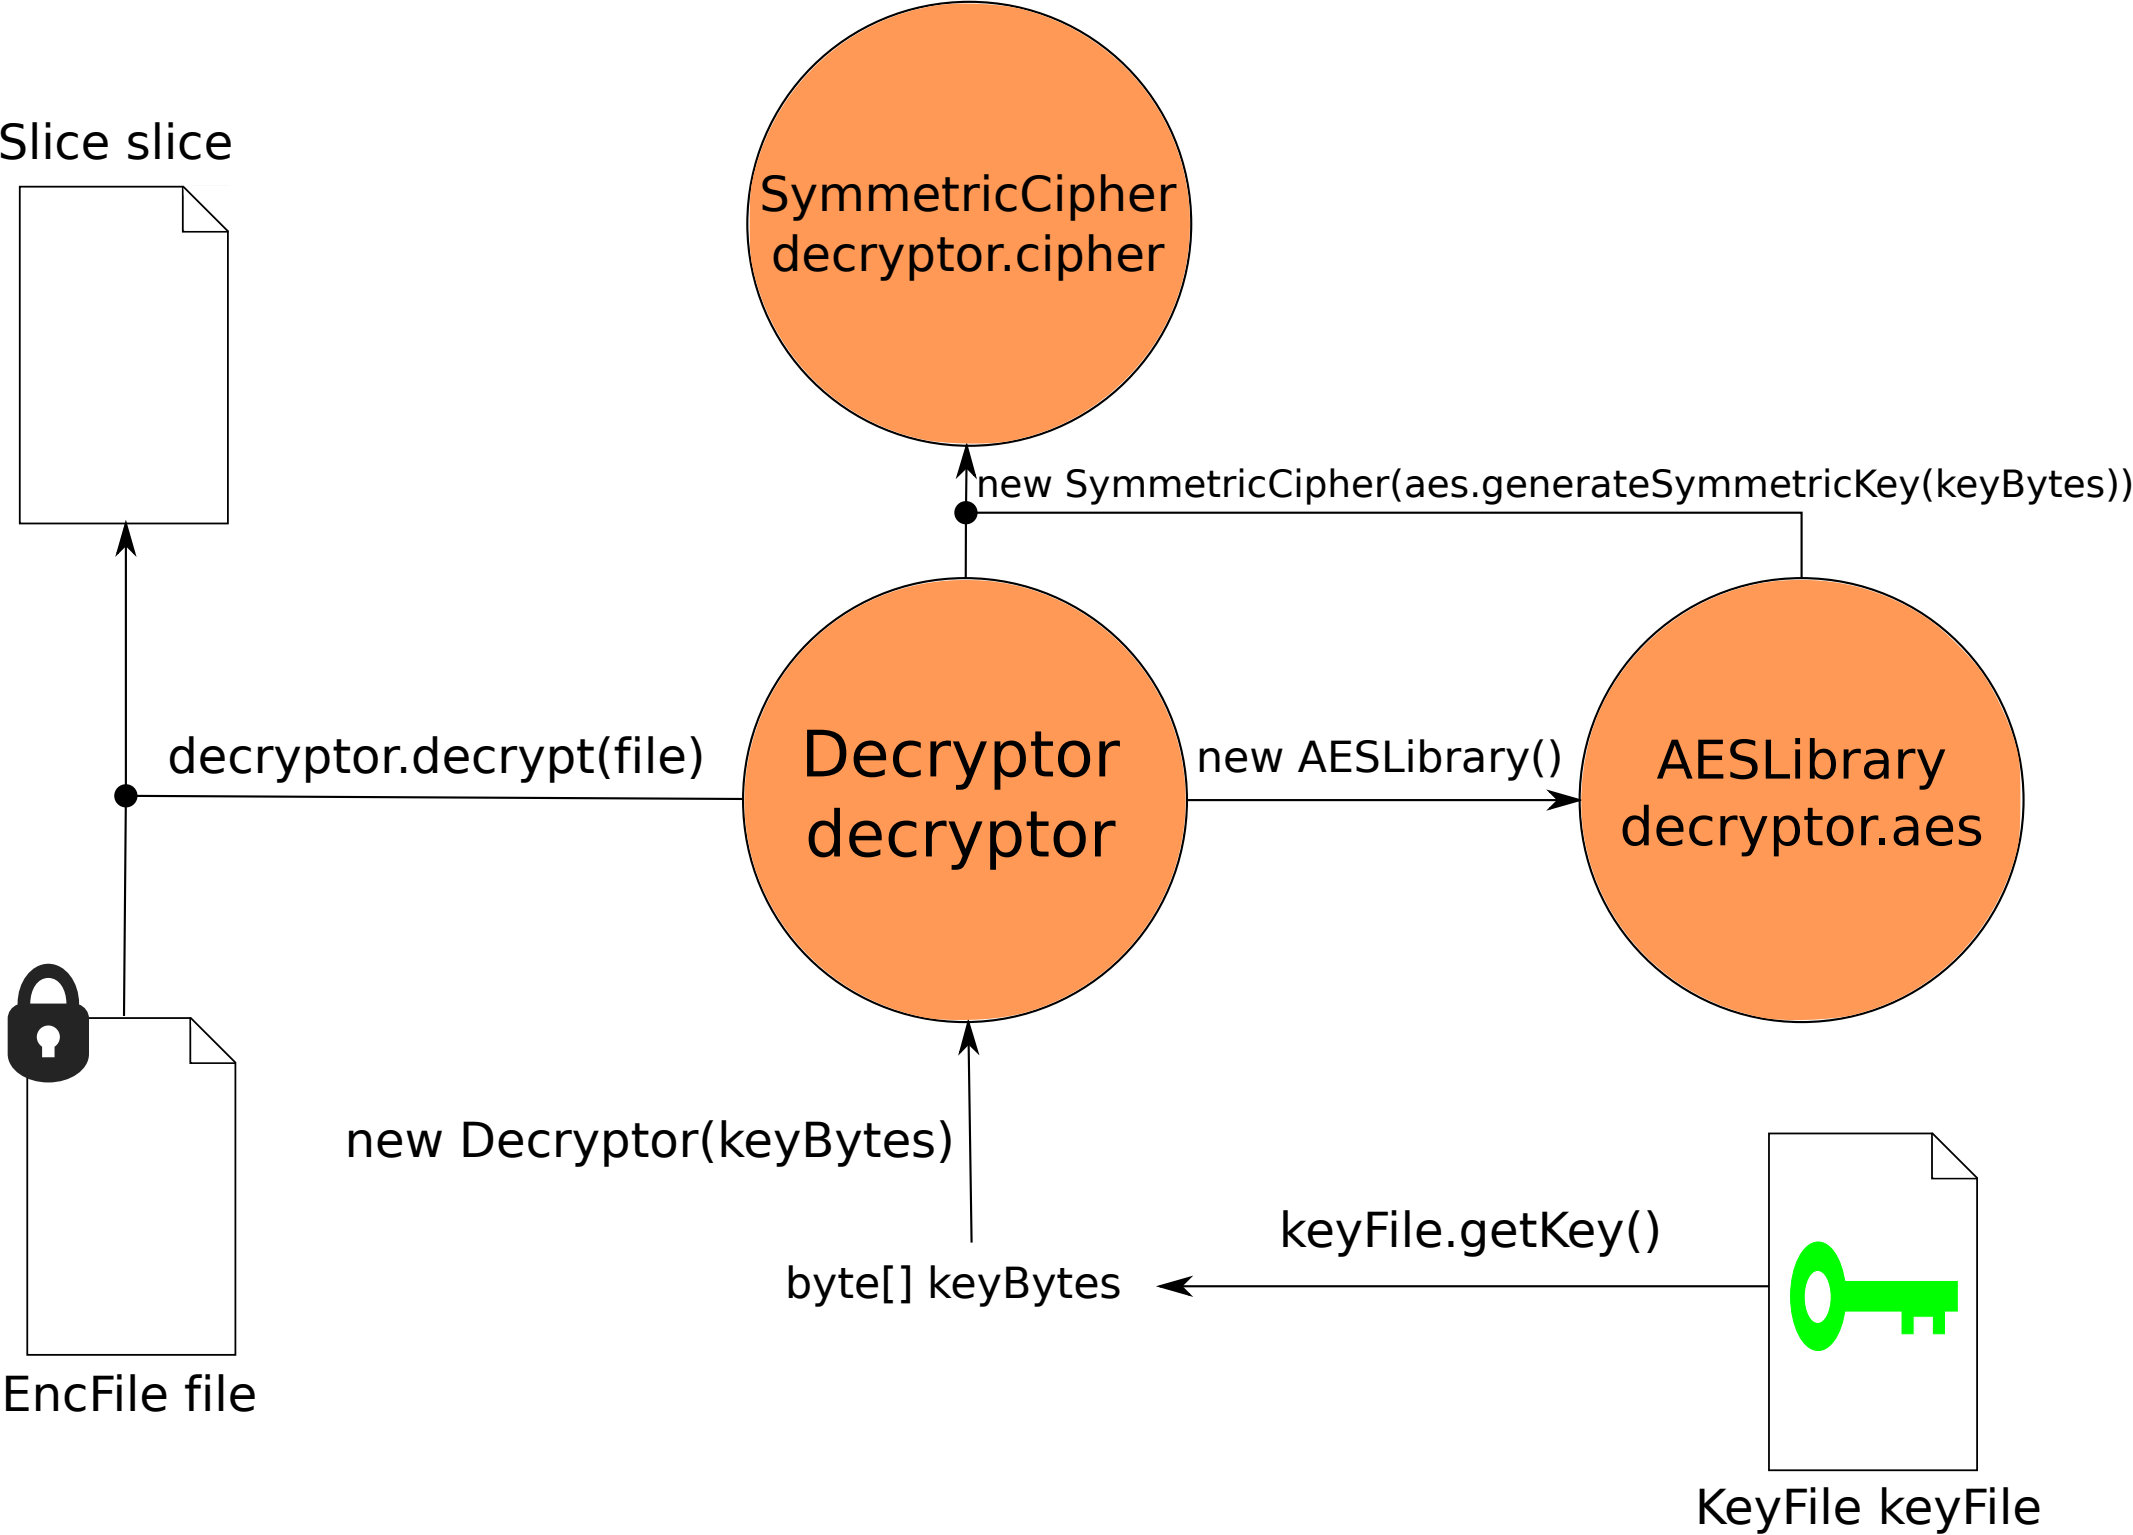 Slice slice
SymmetricCipher
decryptor.cipher
new SymmetricCipher(aes.generateSymmetricKey(keyBytes))
decryptor.decrypt(file)
Decryptor
decryptor
new AESLibrary()
AESLibrary
decryptor.aes
new Decryptor(keyBytes)
keyFile.getKey()
byte[] keyBytes
EncFile file
KeyFile keyFile